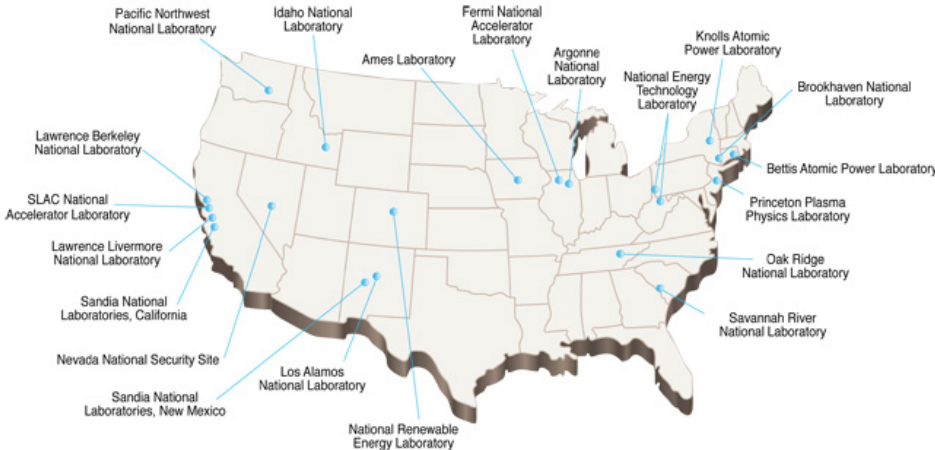 Pacific Northwest
National Laboratory
Idaho National
Laboratory
Ames Laboratory
Fermi National
Accelerator
Laboratory
Argonne
National
Laboratory
National Energy
Technology
Laboratory
Knolls Atomic
Power Laboratory
Brookhaven National
Laboratory
Bettis Atomic Power Laboratory
Princeton Plasma
Physics Laboratory
Oak Ridge
National Laboratory
Savannah River
National Laboratory
Lawrence Berkeley
National Laboratory
SLAC National
Accelerator Laboratory
Lawrence Livermore
National Laboratory
Sandia National
Laboratories, California
Nevada National Security Site
Sandia National
Laboratories, New Mexico
Los Alamos
National Laboratory
National Renewable
Energy Laboratory